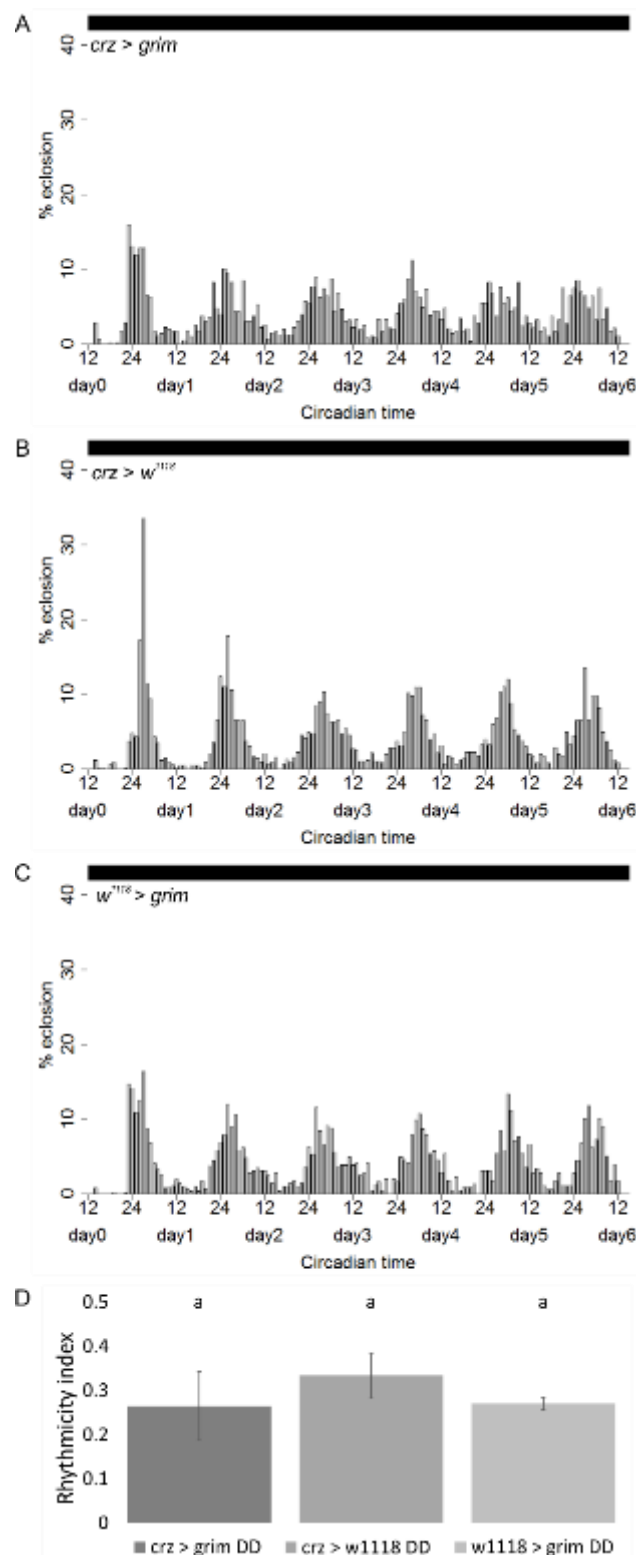 A
crz > grim
40
30
20
10
0
% eclosion
12 24 12 24 12 24 12 24 12 24 12 24 12
day0 day1 day2 day3 day4 day5 day6
Circadian time
B
crz > w¹¹¹⁸
40
30
20
10
0
% eclosion
12 24 12 24 12 24 12 24 12 24 12 24 12
day0 day1 day2 day3 day4 day5 day6
Circadian time
C
w¹¹¹⁸ > grim
40
30
20
10
0
% eclosion
12 24 12 24 12 24 12 24 12 24 12 24 12
day0 day1 day2 day3 day4 day5 day6
Circadian time
D
a a a
0.5
0.4
0.3
0.2
0.1
0
Rhythmicity index
crz > grim DD crz > w1118 DD w1118 > grim DD